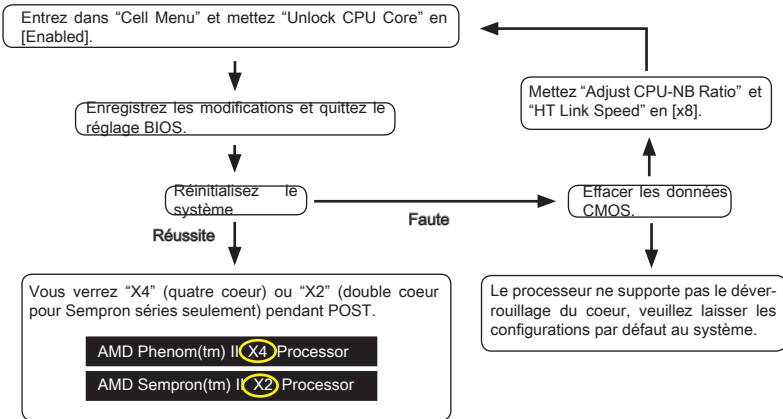 Entrez dans “Cell Menu” et mettez “Unlock CPU Core” en
[Enabled].
Mettez “Adjust CPU-NB Ratio” et
“HT Link Speed” en [x8].
Enregistrez les modifications et quittez le
réglage BIOS.
Réinitialisez le
système
Faute
Effacer les données
CMOS.
Réussite
Vous verrez “X4” (quatre coeur) ou “X2” (double coeur
pour Sempron séries seulement) pendant POST.
AMD Phenom(tm) II X4 Processor
AMD Sempron(tm) II X2 Processor
Le processeur ne supporte pas le déver-
rouillage du coeur, veuillez laisser les
configurations par défaut au système.